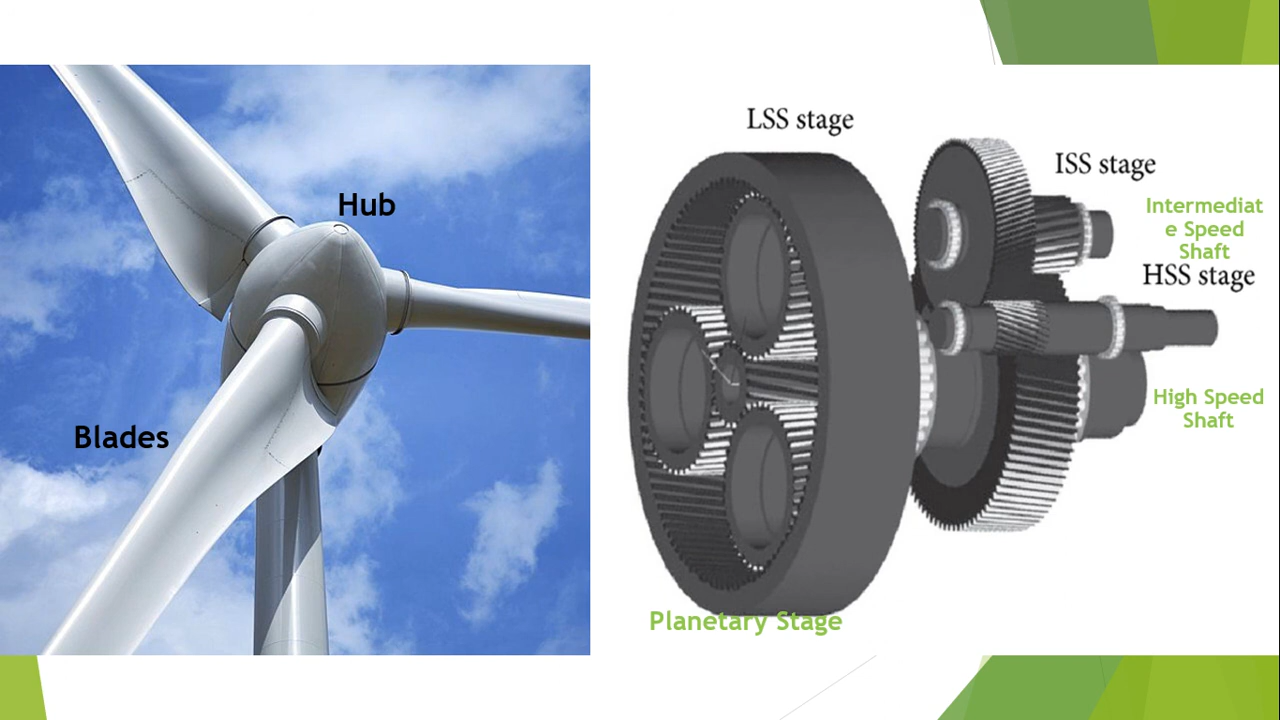 Hub
Blades
LSS stage
ISS stage
Intermediat
e Speed
Shaft
HSS stage
High Speed
Shaft
Planetary Stage